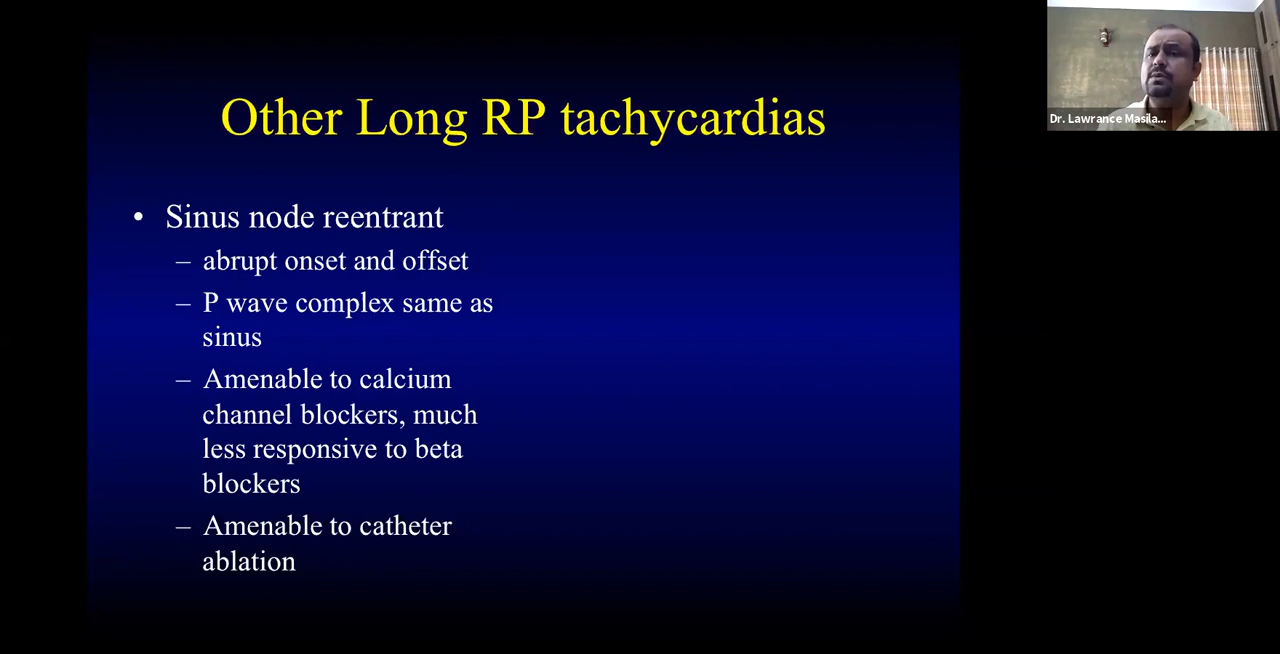 Other Long RP tachycardias
• Sinus node reentrant
– abrupt onset and offset
– P wave complex same as
sinus
– Amenable to calcium
channel blockers, much
less responsive to beta
blockers
– Amenable to catheter
ablation
Dr. Lawrance Masila...